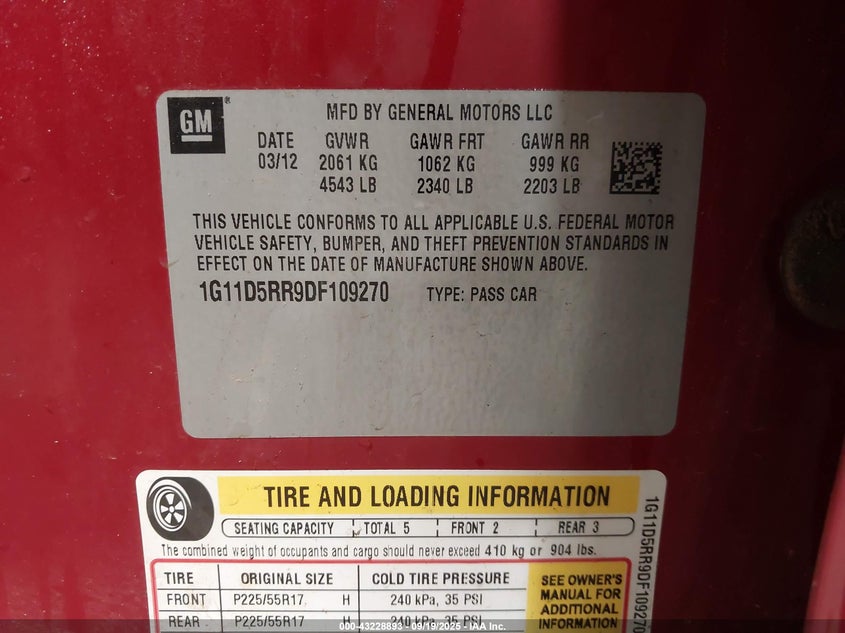 GM ®
MFD BY GENERAL MOTORS LLC
DATE GVWR GAWR FRT GAWR RR
03/12 2061 KG 1062 KG 999 KG
4543 LB 2340 LB 2203 LB
THIS VEHICLE CONFORMS TO ALL APPLICABLE U.S. FEDERAL MOTOR
VEHICLE SAFETY, BUMPER, AND THEFT PREVENTION STANDARDS IN
EFFECT ON THE DATE OF MANUFACTURE SHOWN ABOVE.
1G11D5RR9DF109270 TYPE: PASS CAR
TIRE AND LOADING INFORMATION
SEATING CAPACITY TOTAL 5 FRONT 2 REAR 3
The combined weight of occupants and cargo should never exceed 410 kg or 904 lbs.
TIRE ORIGINAL SIZE COLD TIRE PRESSURE
FRONT P225/55R17 H 240 kPa, 35 PSI
REAR P225/55R17 H 240 kPa, 35 PSI
SEE OWNER'S
MANUAL FOR
ADDITIONAL
INFORMATION
1G11D5RR9DF109270
000-43228893 - 09/19/2025 - IAA Inc.